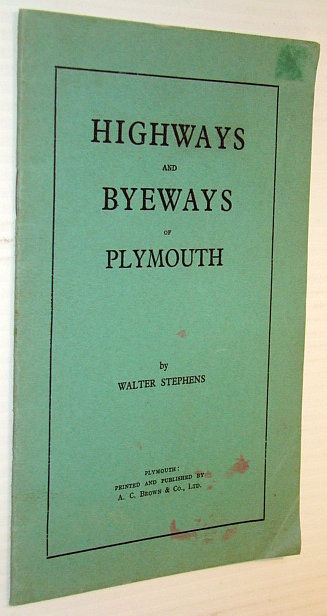 HIGHWAYS
AND
BYEWAYS
OF
PLYMOUTH
by
WALTER STEPHENS
PLYMOUTH:
PRINTED AND PUBLISHED BY
A. C. BROWN & CO., LTD.